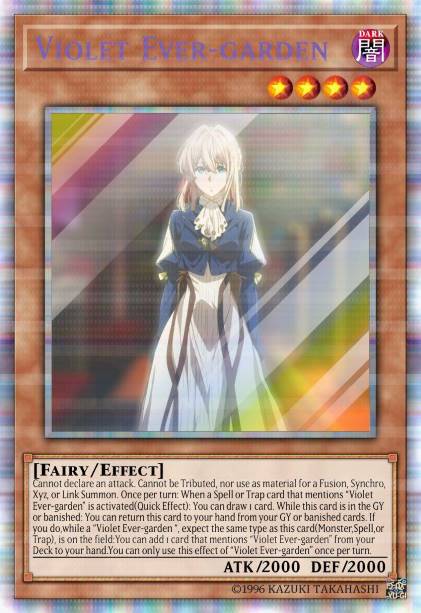 Violet Ever-garden
DARK
闇
[Fairy/Effect]
Cannot declare an attack. Cannot be Tributed, nor use as material for a Fusion, Synchro,
Xyz, or Link Summon. Once per turn: When a Spell or Trap card that mentions "Violet
Ever-garden" is activated(Quick Effect): You can draw 1 card. While this card is in the GY
or banished: You can return this card to your hand from your GY or banished cards. If
you do,while a "Violet Ever-garden ", expect the same type as this card(Monster,Spell,or
Trap), is on the field:You can add 1 card that mentions "Violet Ever-garden" from your
Deck to your hand.You can only use this effect of "Violet Ever-garden" once per turn.
ATK/2000 DEF/2000
©1996 KAZUKI TAKAHASHI